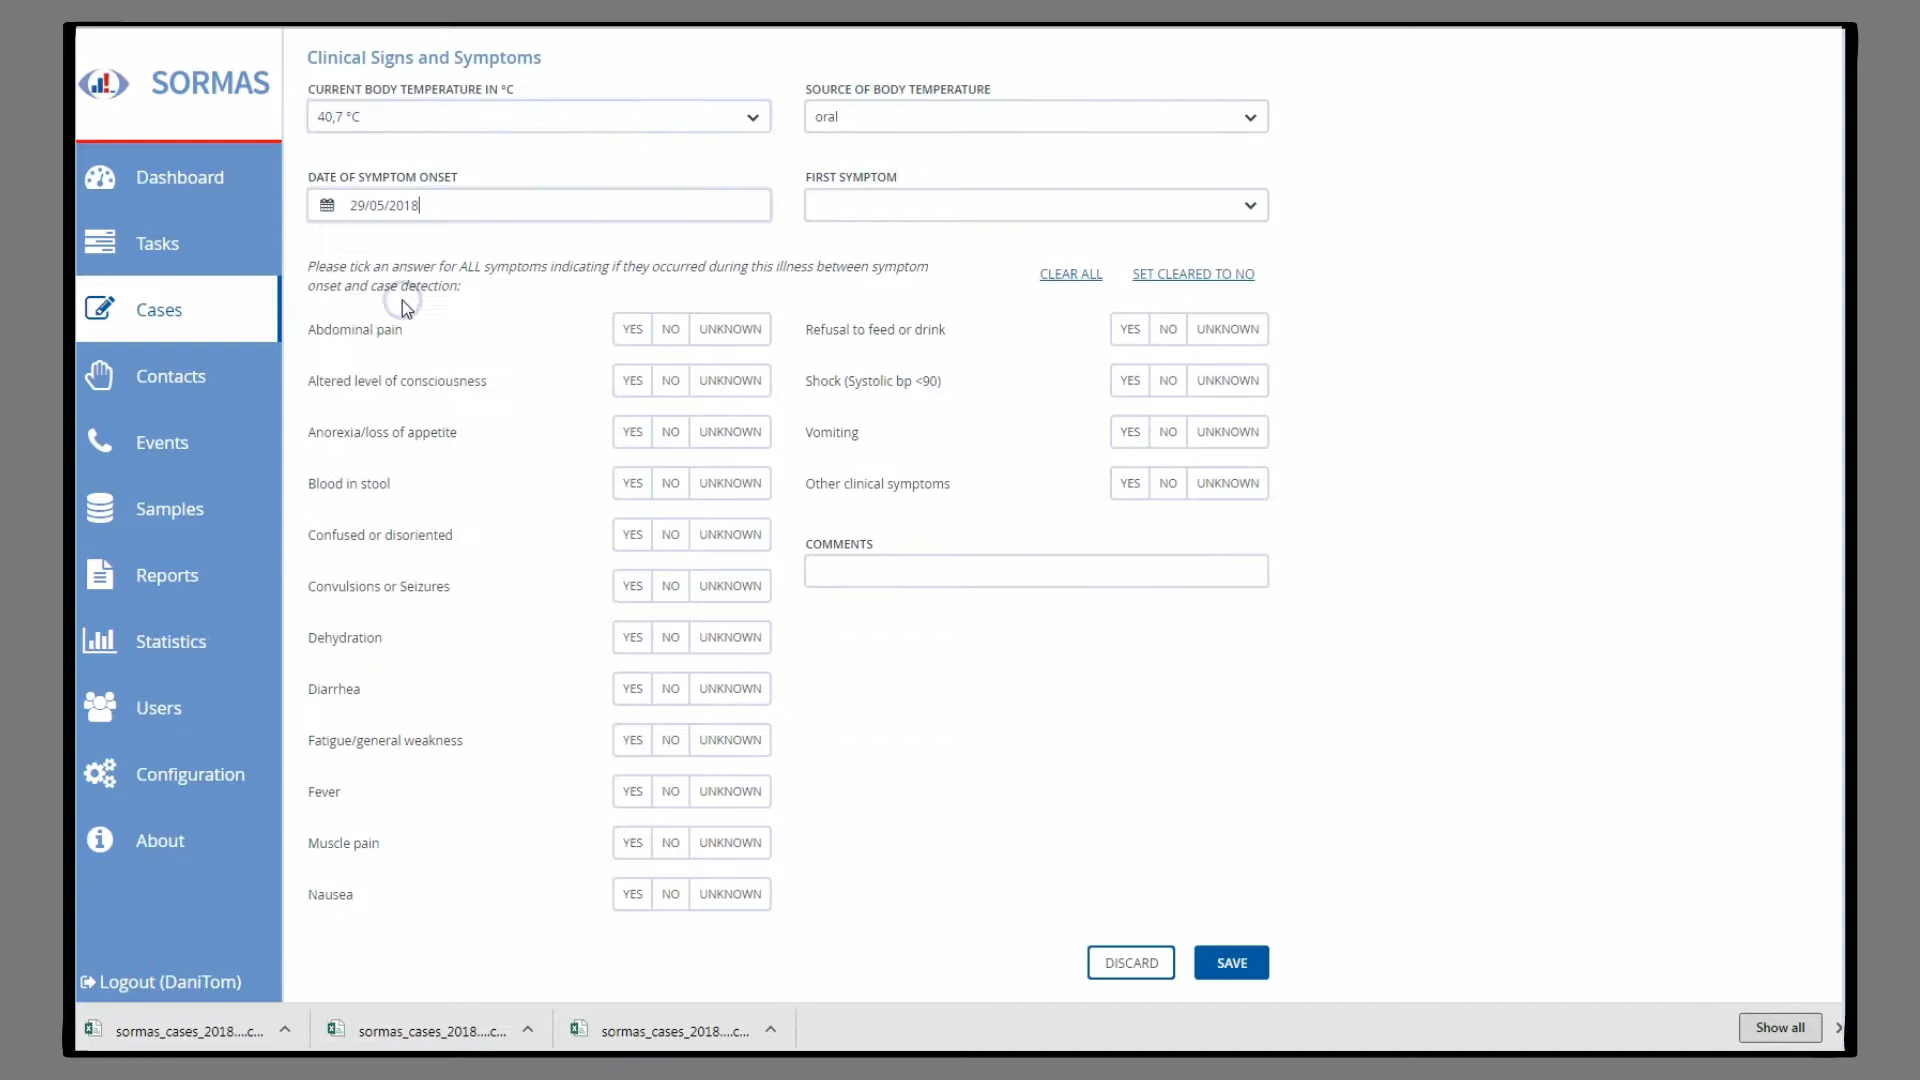 SORMAS
Dashboard
Tasks
Cases
Contacts
Events
Samples
Reports
Statistics
Users
Configuration
About
Logout (DaniTom)
Clinical Signs and Symptoms
CURRENT BODY TEMPERATURE IN °C
40,7 °C
SOURCE OF BODY TEMPERATURE
oral
DATE OF SYMPTOM ONSET
29/05/2018
FIRST SYMPTOM
Please tick an answer for ALL symptoms indicating if they occurred during this illness between symptom
onset and case detection:
CLEAR ALL SET CLEARED TO NO
Abdominal pain YES NO UNKNOWN
Altered level of consciousness YES NO UNKNOWN
Anorexia/loss of appetite YES NO UNKNOWN
Blood in stool YES NO UNKNOWN
Confused or disoriented YES NO UNKNOWN
Convulsions or Seizures YES NO UNKNOWN
Dehydration YES NO UNKNOWN
Diarrhea YES NO UNKNOWN
Fatigue/general weakness YES NO UNKNOWN
Fever YES NO UNKNOWN
Muscle pain YES NO UNKNOWN
Nausea YES NO UNKNOWN
Refusal to feed or drink YES NO UNKNOWN
Shock (Systolic bp <90) YES NO UNKNOWN
Vomiting YES NO UNKNOWN
Other clinical symptoms YES NO UNKNOWN
COMMENTS
DISCARD SAVE
sormas_cases_2018....c... sormas_cases_2018....c... sormas_cases_2018....c... Show all